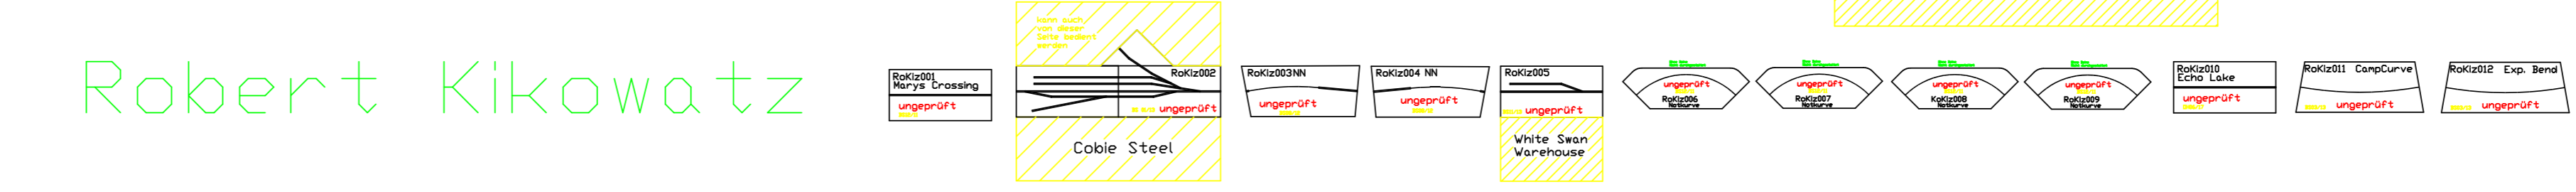 Robert Kikowatz
RoKiz001
Marys Crossing
ungeprüft
kann auch
von dieser
Seite bedient
werden
RoKiz002
ungeprüft
Cobie Steel
RoKiz003NN
ungeprüft
RoKiz004 NN
ungeprüft
RoKiz005
ungeprüft
White Swan
Warehouse
ungeprüft
RoKiz006
Notkurve
ungeprüft
RoKiz007
Notkurve
ungeprüft
KoKiz008
Notkurve
ungeprüft
RoKiz009
Notkurve
RoKiz010
Echo Lake
ungeprüft
RoKiz011 CampCurve
ungeprüft
RoKiz012 Exp. Bend
ungeprüft